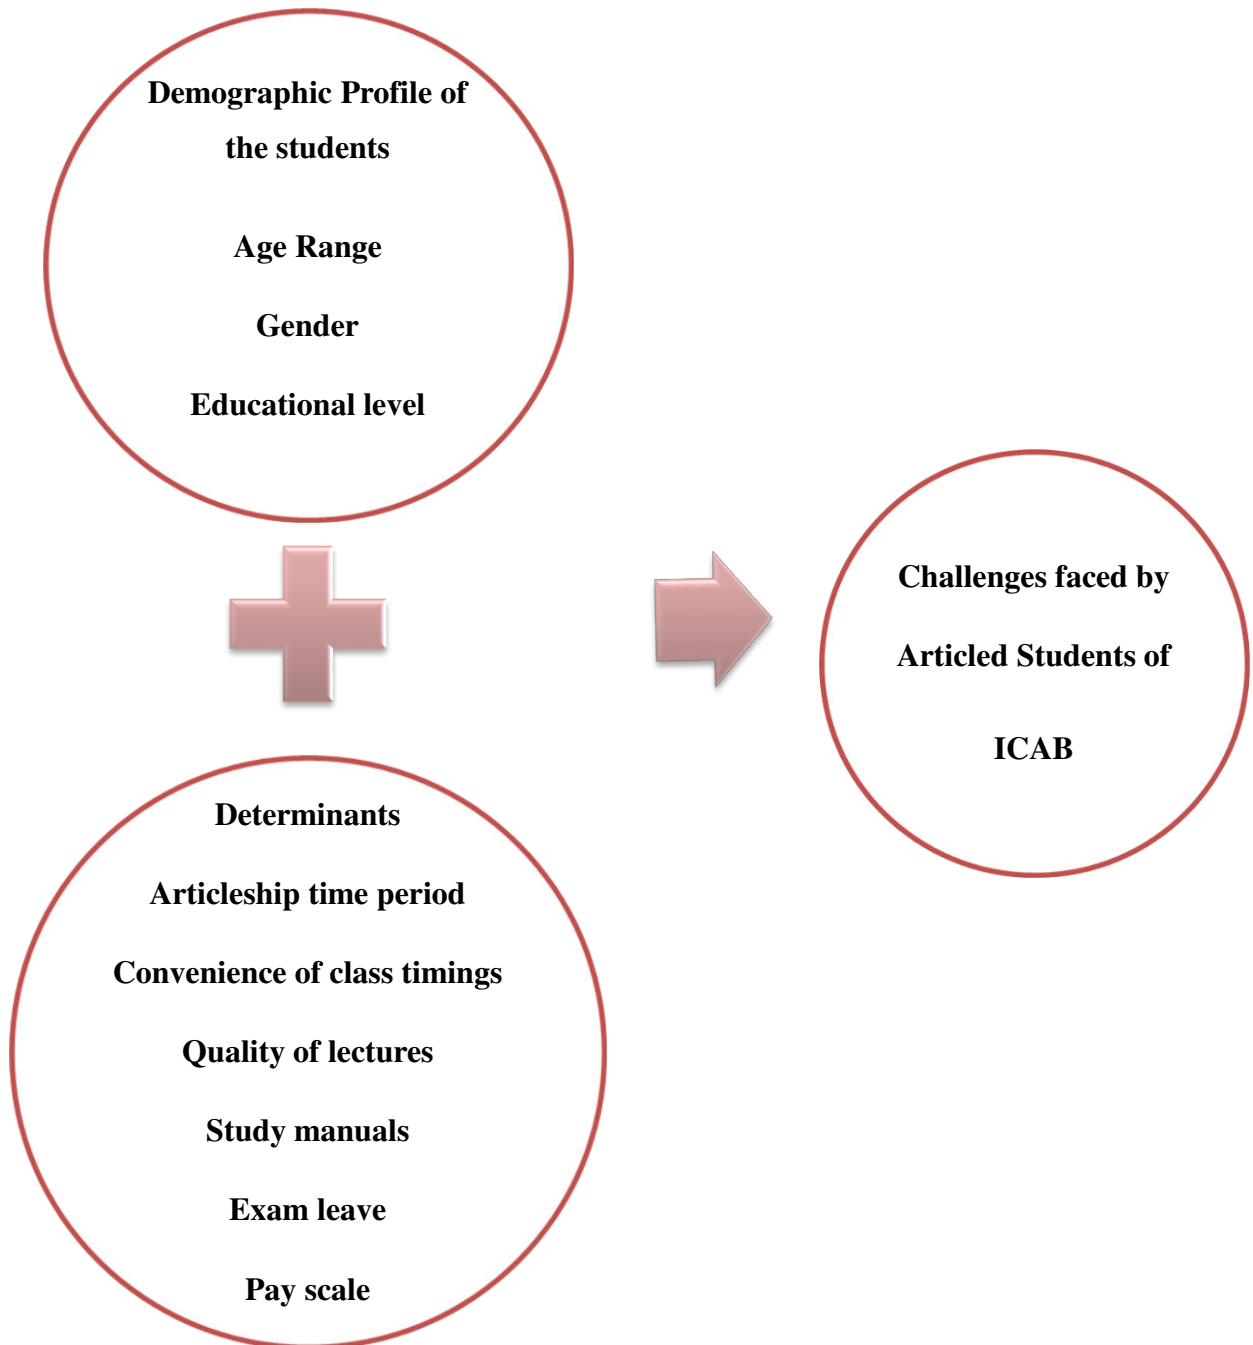 Demographic Profile of
the students
Age Range
Gender
Educational level
Challenges faced by
Articled Students of
ICAB
Determinants
Articleship time period
Convenience of class timings
Quality of lectures
Study manuals
Exam leave
Pay scale